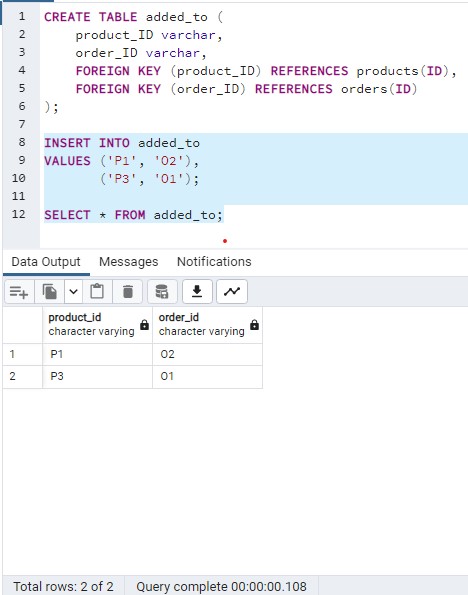 1 CREATE TABLE added_to (
2 product_ID varchar,
3 order_ID varchar,
4 FOREIGN KEY (product_ID) REFERENCES products(ID),
5 FOREIGN KEY (order_ID) REFERENCES orders(ID)
6 );
7
8 INSERT INTO added_to
9 VALUES ('P1', 'O2'),
10 ('P3', 'O1');
11
12 SELECT * FROM added_to;
Data Output Messages Notifications
product_id order_id
character varying character varying
1 P1 O2
2 P3 O1
Total rows: 2 of 2 Query complete 00:00:00.108